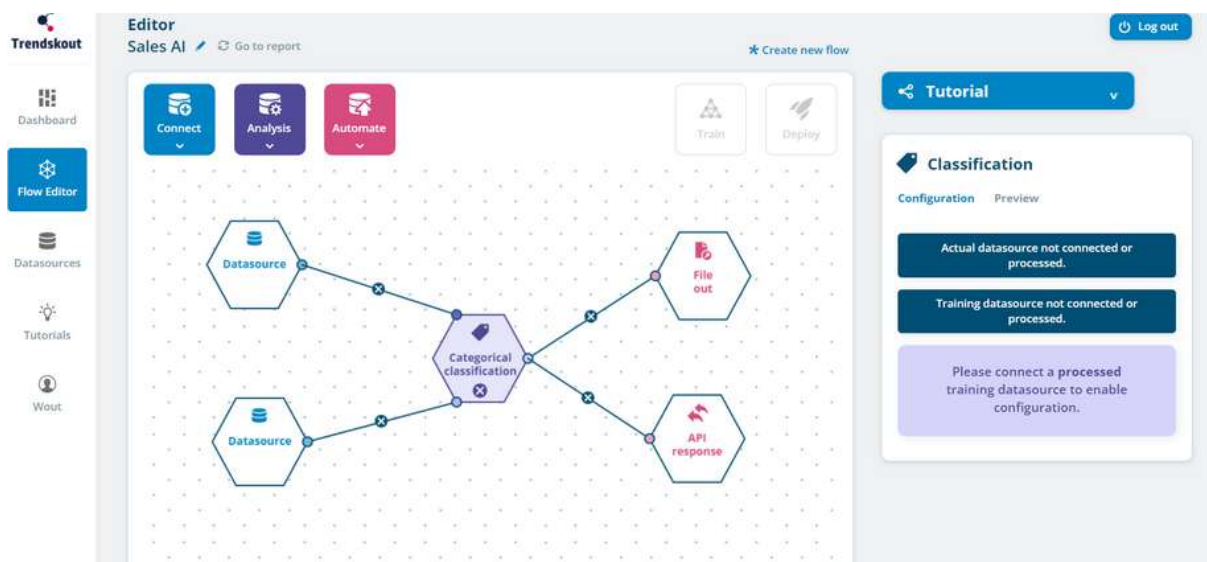 Trendskout
Dashboard
Flow Editor
Datasources
Tutorials
Wout
Editor
Sales AI Go to report
Create new flow
Log out
Connect
Analysis
Automate
Train
Deploy
Datasource
Datasource
Categorical
classification
File
out
API
response
Tutorial
Classification
Configuration Preview
Actual datasource not connected or
processed.
Training datasource not connected or
processed.
Please connect a processed
training datasource to enable
configuration.